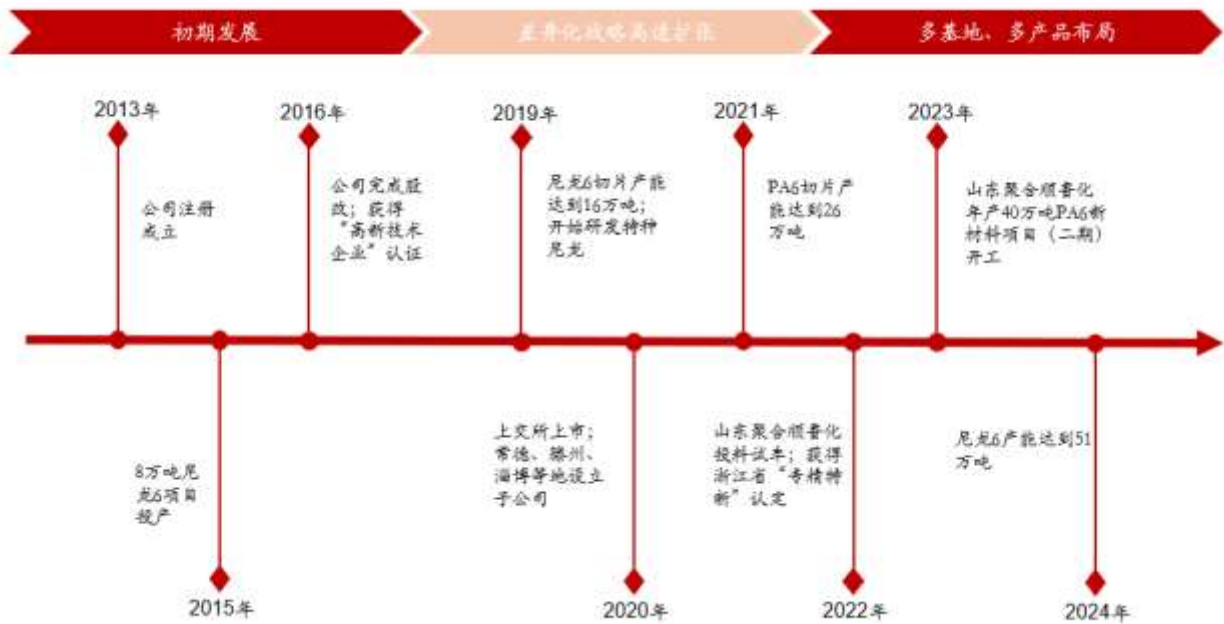 初期发展
差异化战略高速扩张
多基地、多产品布局
2013年
2016年
2019年
2021年
2023年
公司注册
成立
公司完成股
改；获得
“高新技术
企业”认证
尼龙6切片产能
达到16万吨；
开始研发特种
尼龙
PA6切片产
能达到26
万吨
山东聚合顺鲁化
年产40万吨PA6新
材料项目（二期）
开工
8万吨尼
龙6项目
投产
上交所上市；
常德、滕州、
淄博等地设立
子公司
山东聚合顺鲁化
投料试车；获得
浙江省“专精特
新”认定
尼龙6产能达到51
万吨
2015年
2020年
2022年
2024年